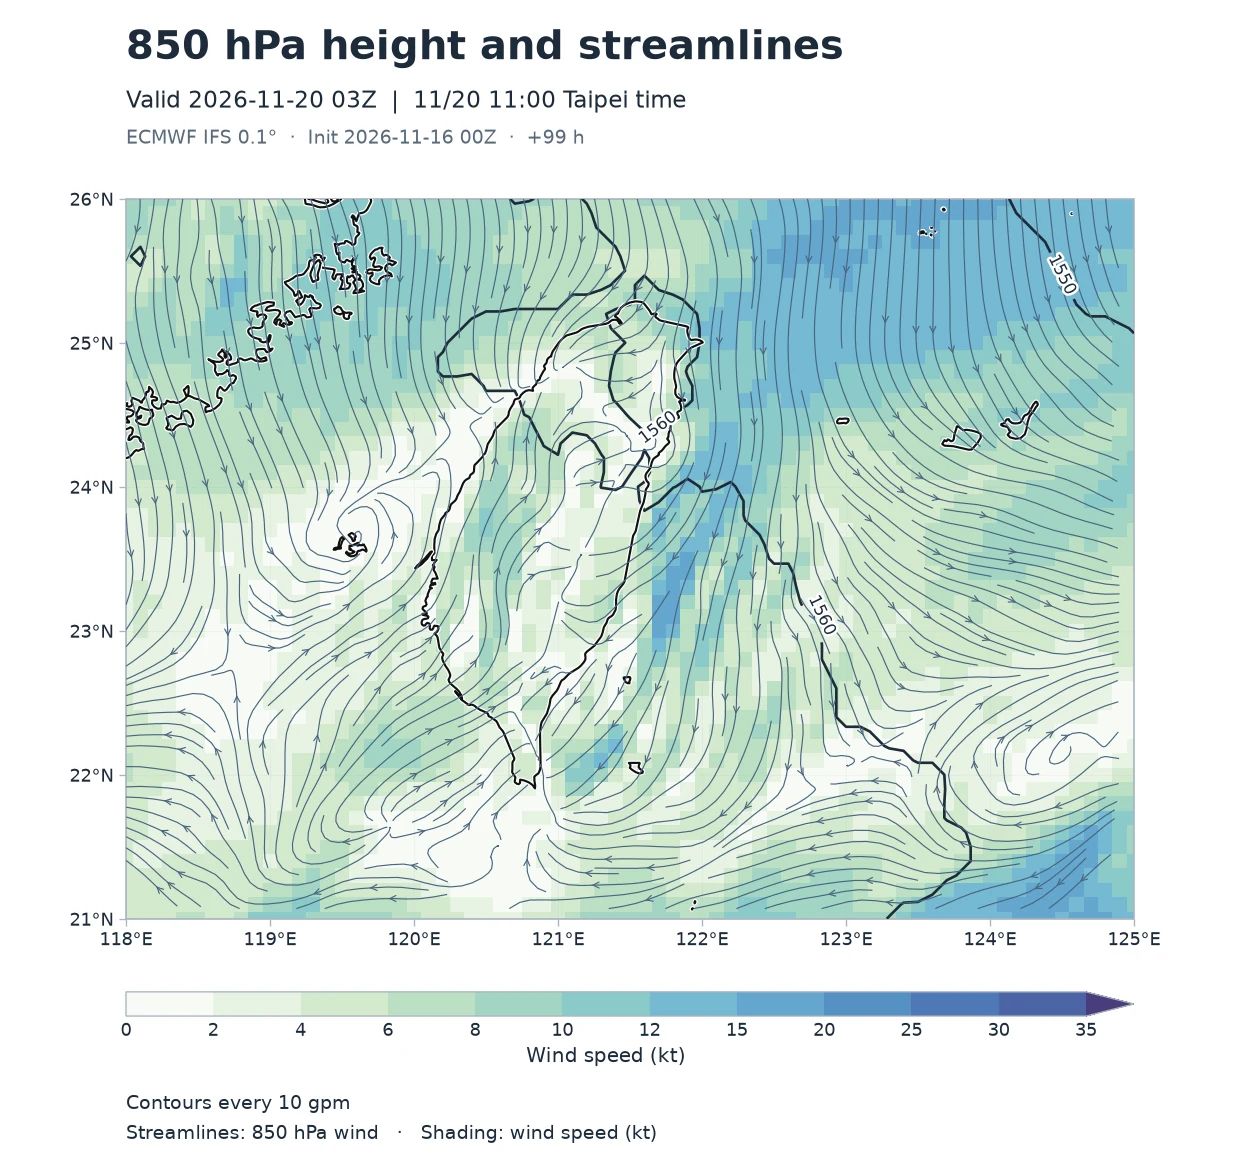 850 hPa height and streamlines
Valid 2026-11-20 03Z | 11/20 11:00 Taipei time
ECMWF IFS 0.1° · Init 2026-11-16 00Z · +99 h
26°N
25°N
24°N
23°N
22°N
21°N
1550
1560
1560
118°E 119°E 120°E 121°E 122°E 123°E 124°E 125°E
0 2 4 6 8 10 12 15 20 25 30 35
Wind speed (kt)
Contours every 10 gpm
Streamlines: 850 hPa wind · Shading: wind speed (kt)